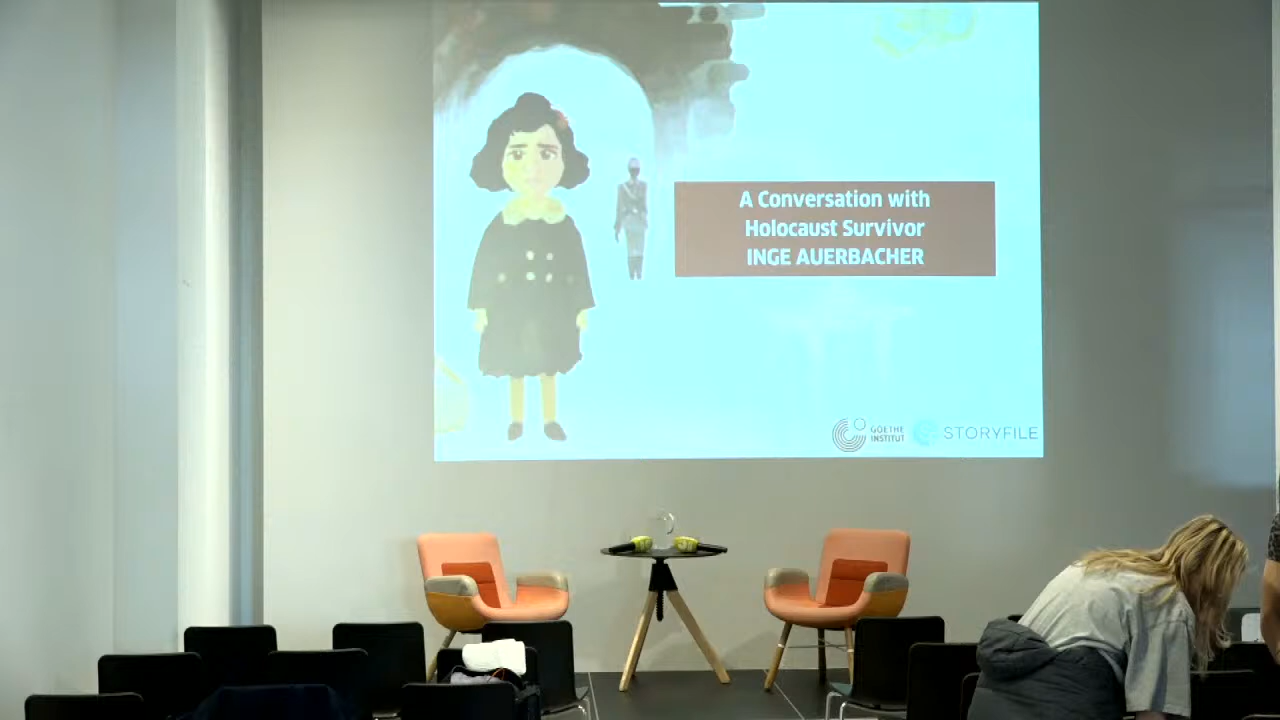 A Conversation with
Holocaust Survivor
INGE AUERBACHER
GOETHE
INSTITUT
STORYFILE